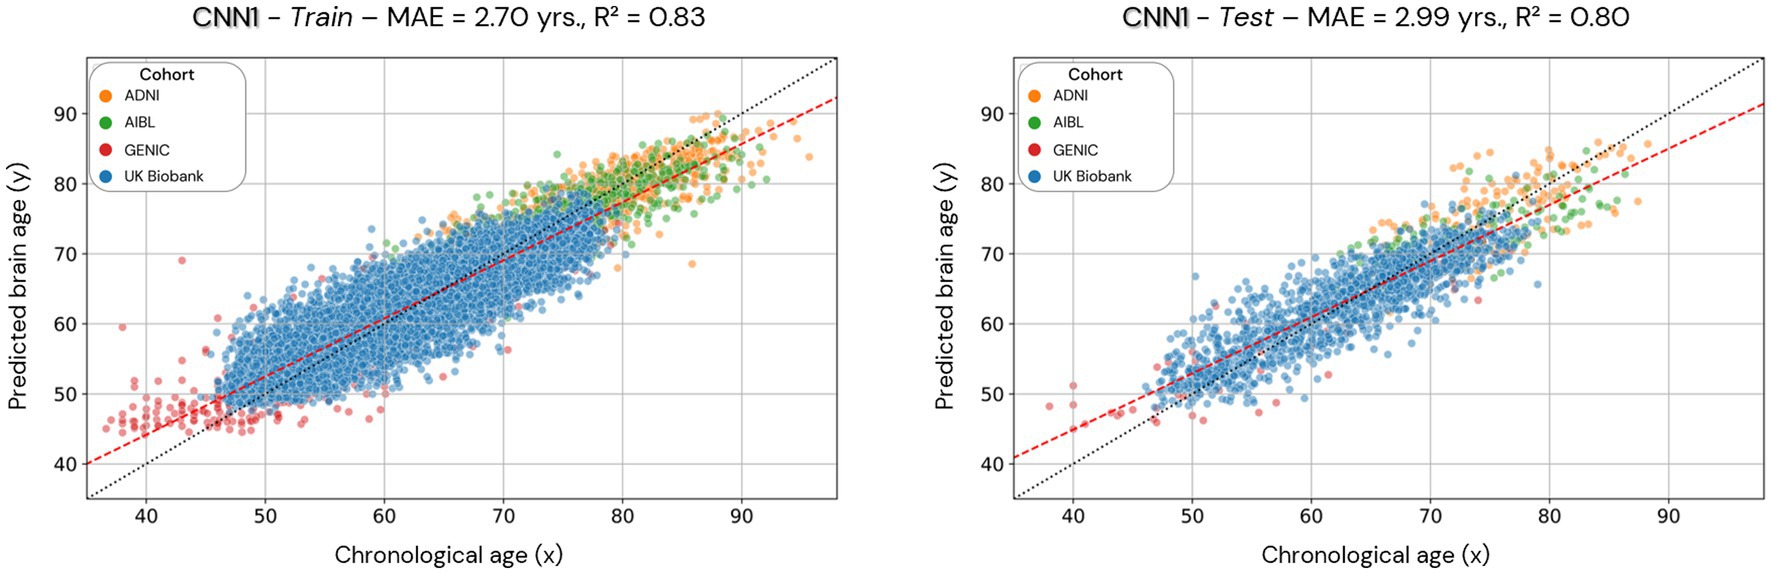 CNN1 - Train – MAE = 2.70 yrs., R² = 0.83
Cohort
ADNI
AIBL
GENIC
UK Biobank
Predicted brain age (y)
90
80
70
60
50
40
40 50 60 70 80 90
Chronological age (x)
CNN1 - Test – MAE = 2.99 yrs., R² = 0.80
Cohort
ADNI
AIBL
GENIC
UK Biobank
Predicted brain age (y)
90
80
70
60
50
40
40 50 60 70 80 90
Chronological age (x)